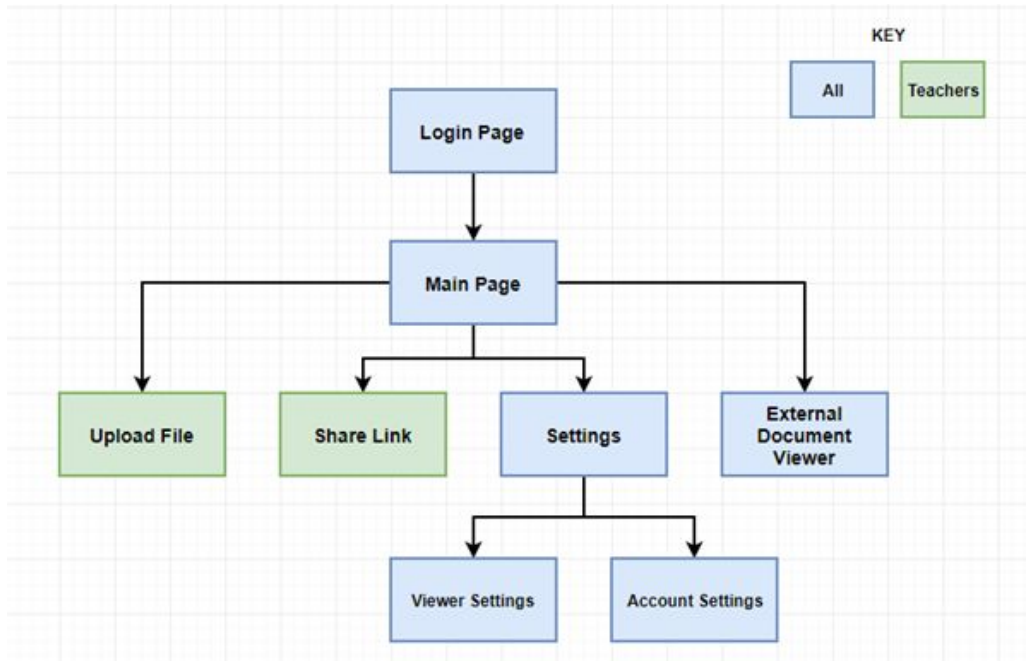 KEY
All
Teachers
Login Page
Main Page
Upload File
Share Link
Settings
External
Document
Viewer
Viewer Settings
Account Settings